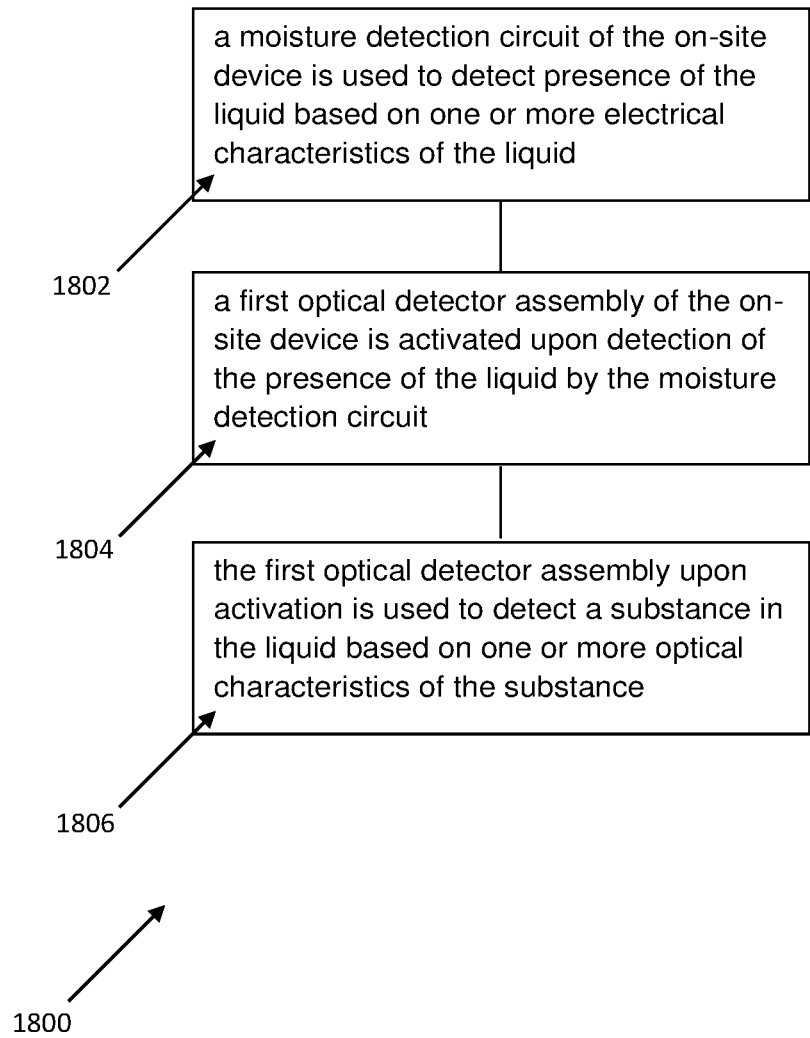 a moisture detection circuit of the on-site
device is used to detect presence of the
liquid based on one or more electrical
characteristics of the liquid
1802
a first optical detector assembly of the on-
site device is activated upon detection of
the presence of the liquid by the moisture
detection circuit
1804
the first optical detector assembly upon
activation is used to detect a substance in
the liquid based on one or more optical
characteristics of the substance
1806
1800